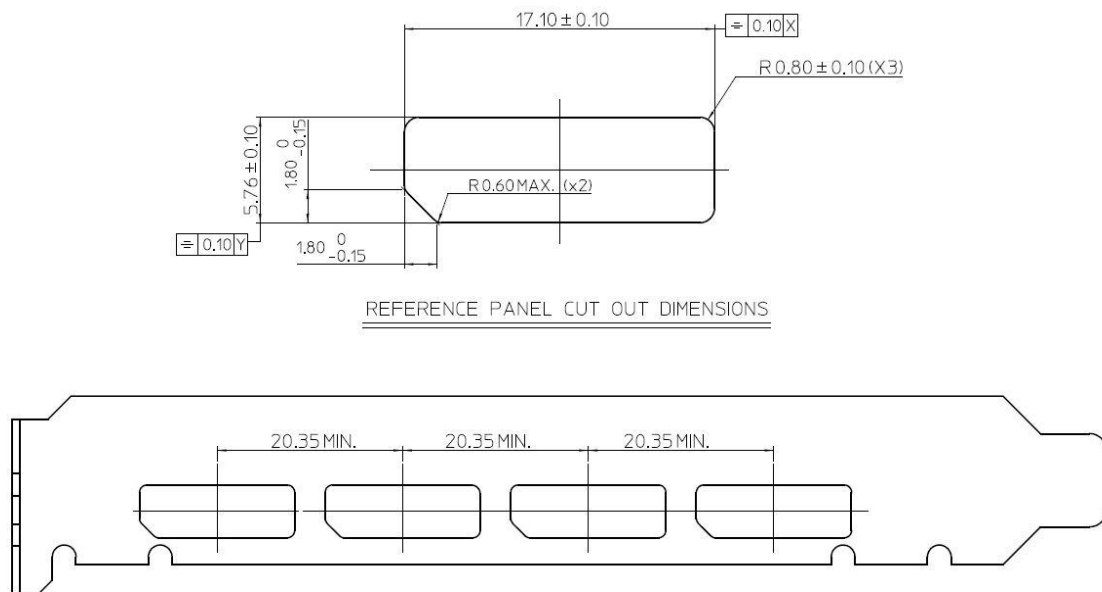 17.10±0.10
⌯ 0.10 X
R 0.80±0.10 (X3)
5.76±0.10
1.80 0 -0.15
R 0.60 MAX. (x2)
⌯ 0.10 Y
1.80 0 -0.15
REFERENCE PANEL CUT OUT DIMENSIONS
20.35 MIN. 20.35 MIN. 20.35 MIN.